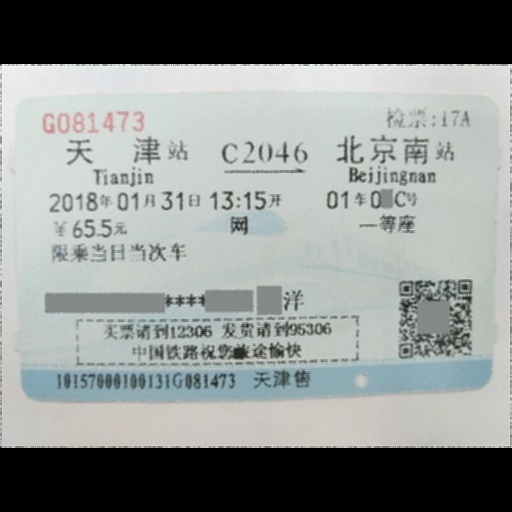 G081473 检票:17A
天津站 C2046 北京南站
Tianjin Beijingnan
2018年01月31日 13:15开 01车0 C号
￥65.5元 网 一等座
限乘当日当次车
**** 洋
买票请到12306 发货请到95306
中国铁路祝您旅途愉快
10157000100131G081473 天津售